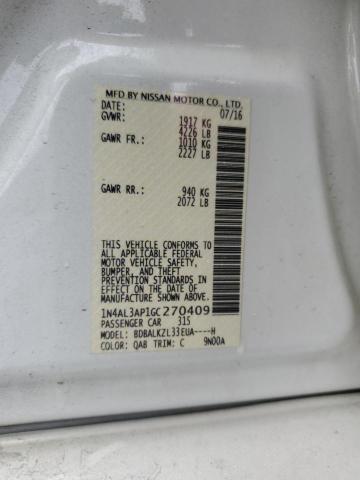 MFD BY NISSAN MOTOR CO., LTD.
DATE: 07/16
GVWR: 1917 KG
4226 LB
GAWR FR.: 1010 KG
2227 LB
GAWR RR.: 940 KG
2072 LB
THIS VEHICLE CONFORMS TO
ALL APPLICABLE FEDERAL
MOTOR VEHICLE SAFETY,
BUMPER, AND THEFT
PREVENTION STANDARDS IN
EFFECT ON THE DATE OF
MANUFACTURE SHOWN ABOVE.
1N4AL3AP1GC270409
PASSENGER CAR 315
MODEL: BDBALKZL33EUA----H
COLOR: QAB TRIM: C 9N00A